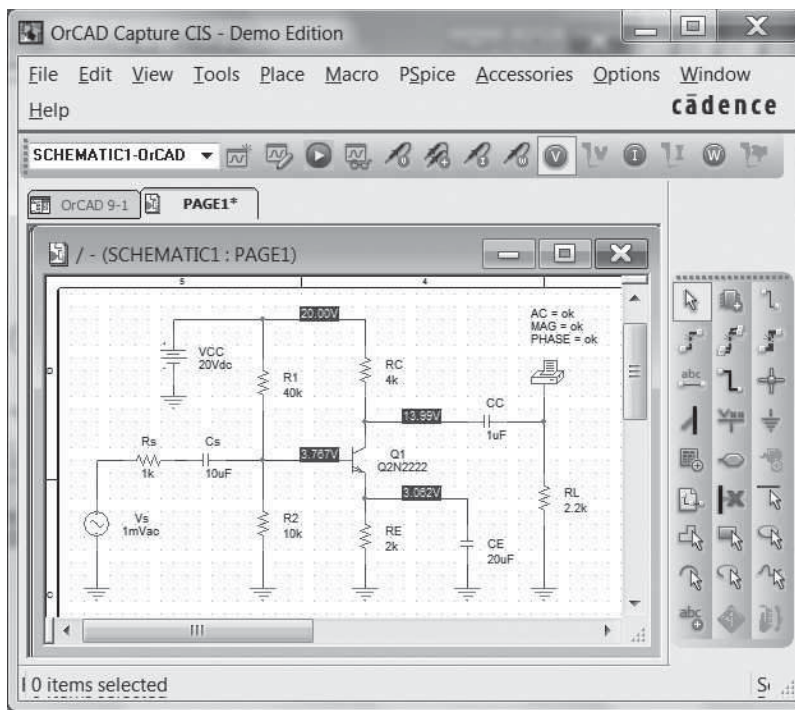 OrCAD Capture CIS - Demo Edition
File Edit View Tools Place Macro PSpice Accessories Options Window
Help
cādence
SCHEMATIC1-OrCAD
V
I
W
OrCAD 9-1
PAGE1*
/ - (SCHEMATIC1 : PAGE1)
5 4
20.00V
AC = ok
MAG = ok
PHASE = ok
VCC
20Vdc
R1
40k
RC
4k
13.99V
CC
1uF
Rs
1k
Cs
10uF
3.767V
Q1
Q2N2222
3.062V
Vs
1mVac
R2
10k
RE
2k
CE
20uF
RL
2.2k
abc
abc
0 items selected